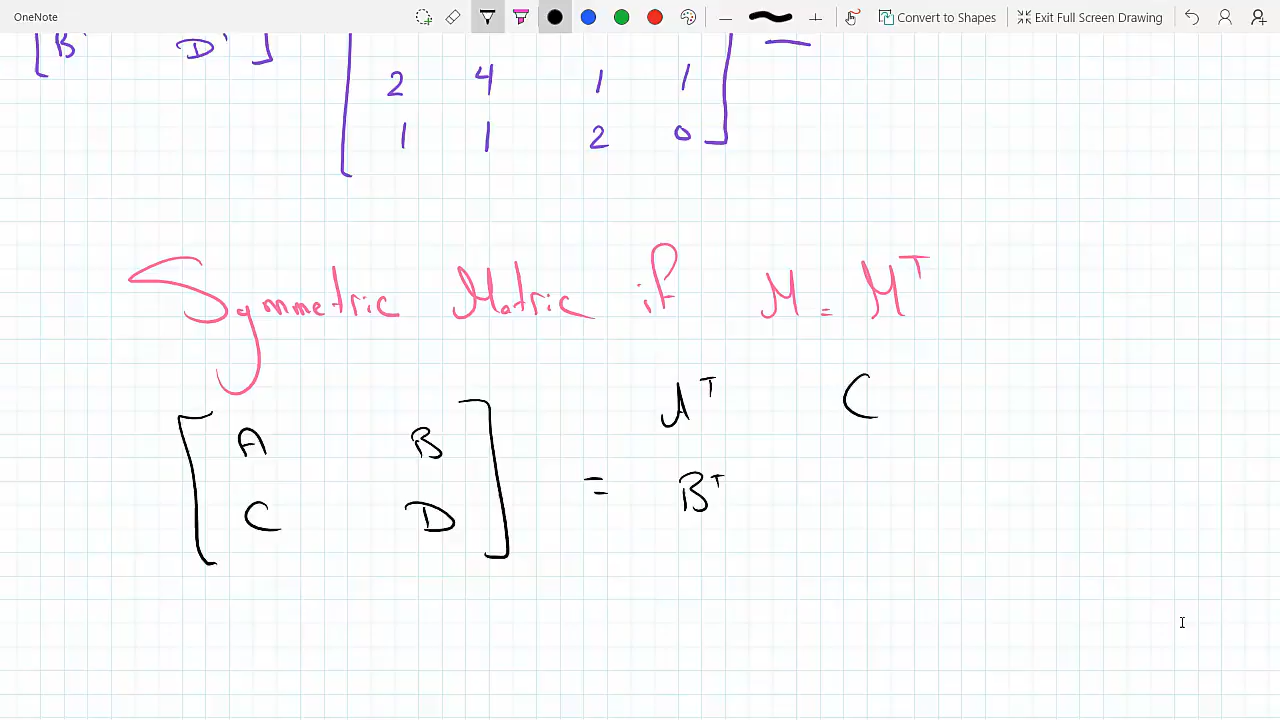 OneNote
Convert to Shapes
Exit Full Screen Drawing
[B' D']
2 4 1 1
1 1 2 0
Symmetric Matric if M = M^T
A^T C
A B
= B^T
C D